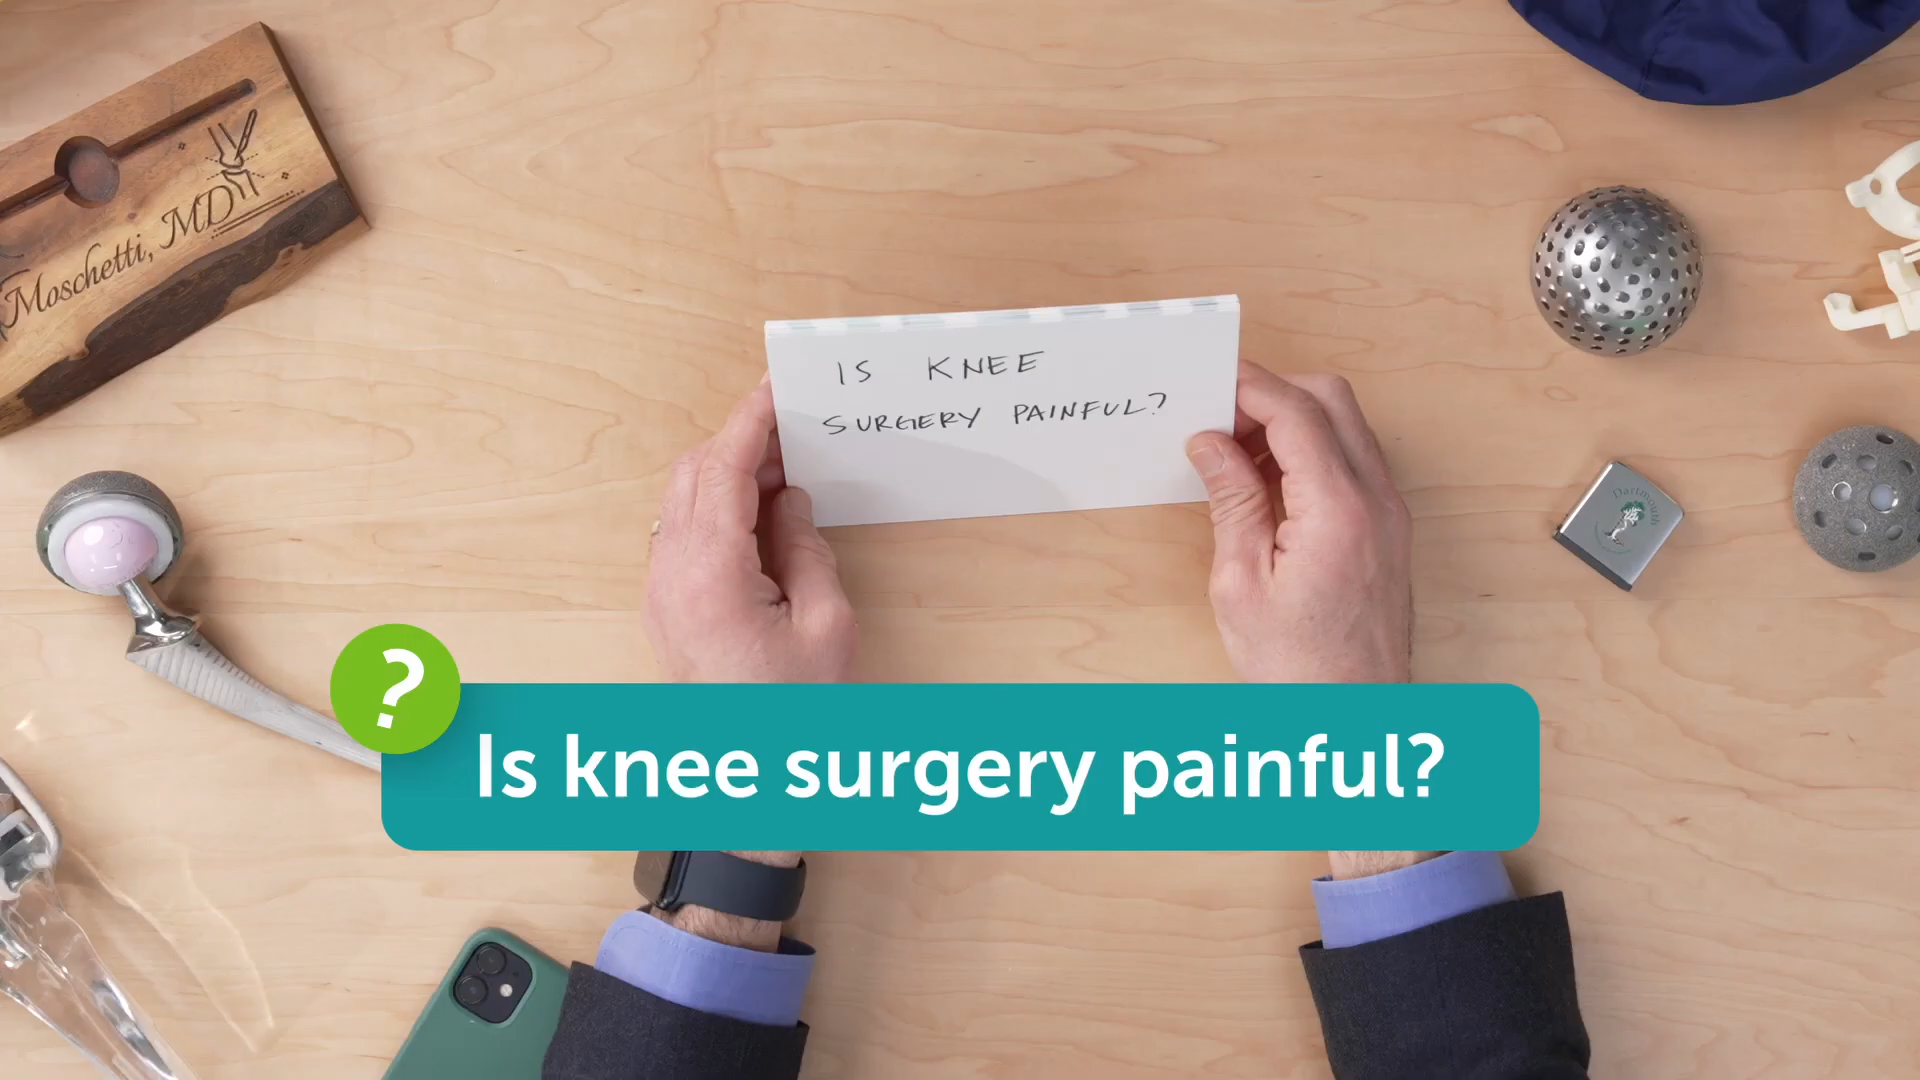 Moschetti, MD
IS KNEE
SURGERY PAINFUL?
Dartmouth
?
Is knee surgery painful?